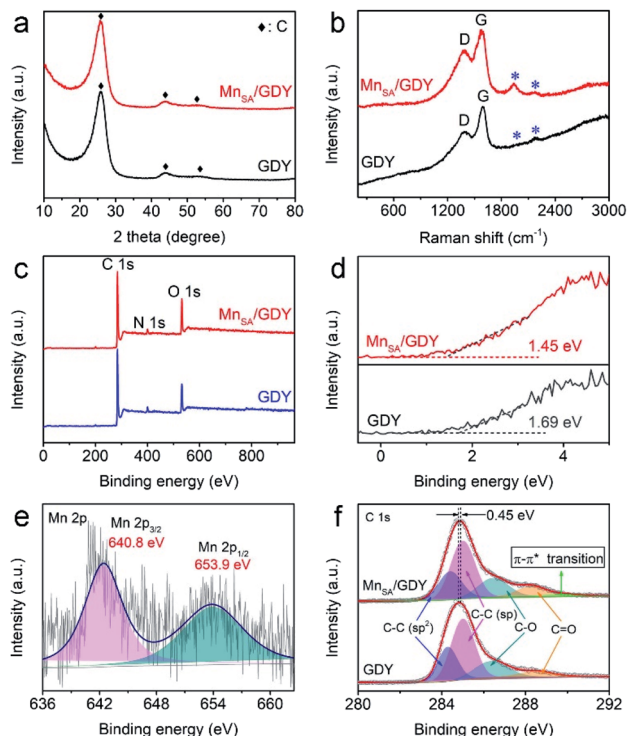 a
♦: C
Mn_SA/GDY
GDY
Intensity (a.u.)
10 20 30 40 50 60 70 80
2 theta (degree)
b
D
G
* *
Mn_SA/GDY
D
G
* *
GDY
Intensity (a.u.)
600 1200 1800 2400 3000
Raman shift (cm⁻¹)
c
C 1s
N 1s
O 1s
Mn_SA/GDY
GDY
Intensity (a.u.)
0 200 400 600 800
Binding energy (eV)
d
Mn_SA/GDY
1.45 eV
GDY
1.69 eV
Intensity (a.u.)
0 2 4
Binding energy (eV)
e
Mn 2p
Mn 2p3/2
640.8 eV
Mn 2p1/2
653.9 eV
Intensity (a.u.)
636 642 648 654 660
Binding energy (eV)
f
C 1s
0.45 eV
π-π* transition
Mn_SA/GDY
C-C (sp²)
C-C (sp)
C-O
C=O
GDY
Intensity (a.u.)
280 284 288 292
Binding energy (eV)